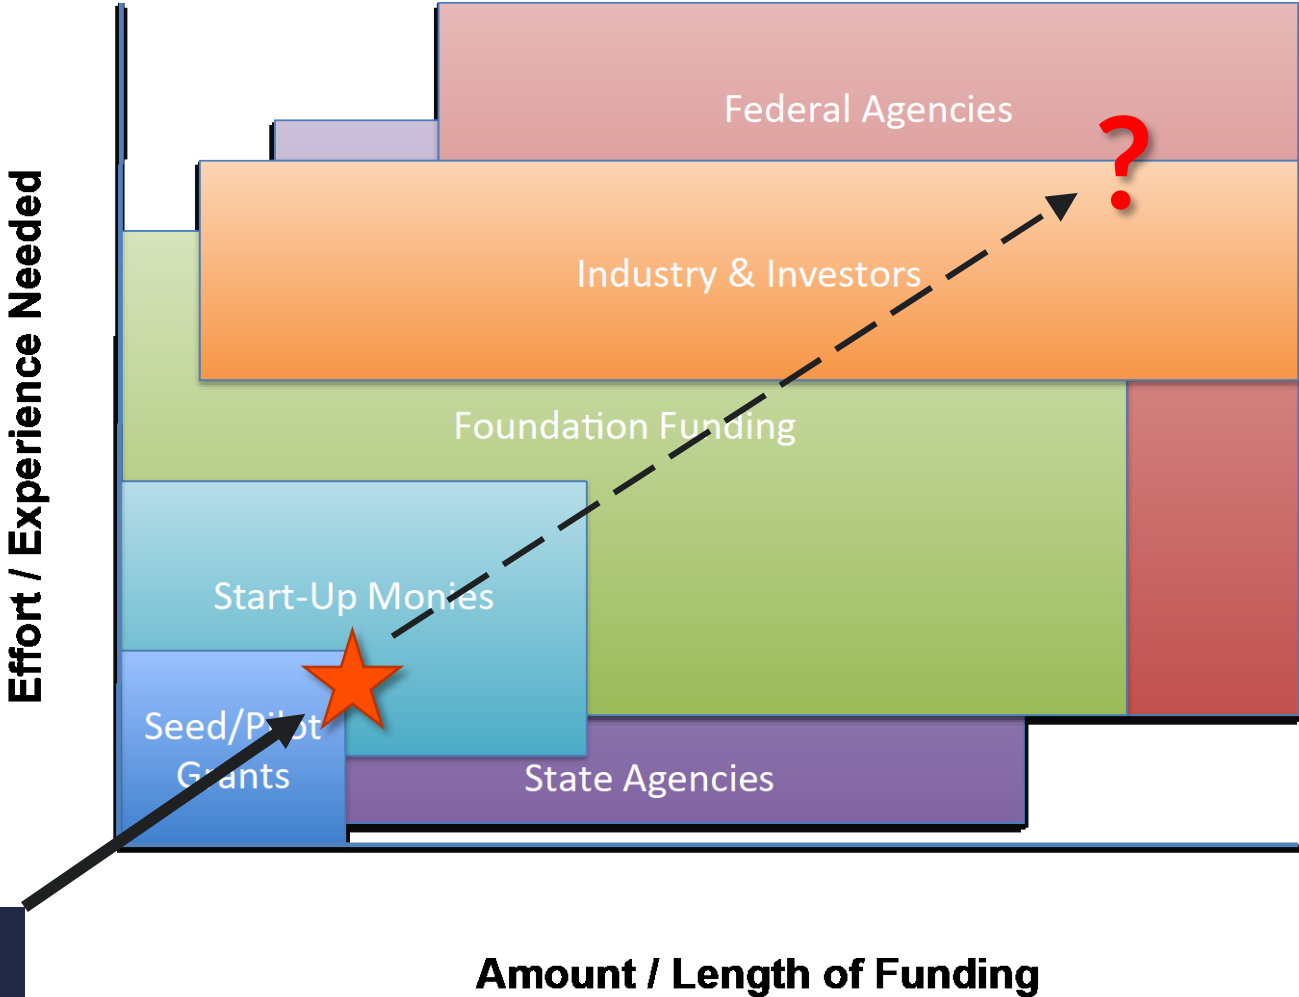 Federal Agencies
?
Industry & Investors
Foundation Funding
Start-Up Monies
Seed/Pilot
Grants
State Agencies
Effort / Experience Needed
Amount / Length of Funding